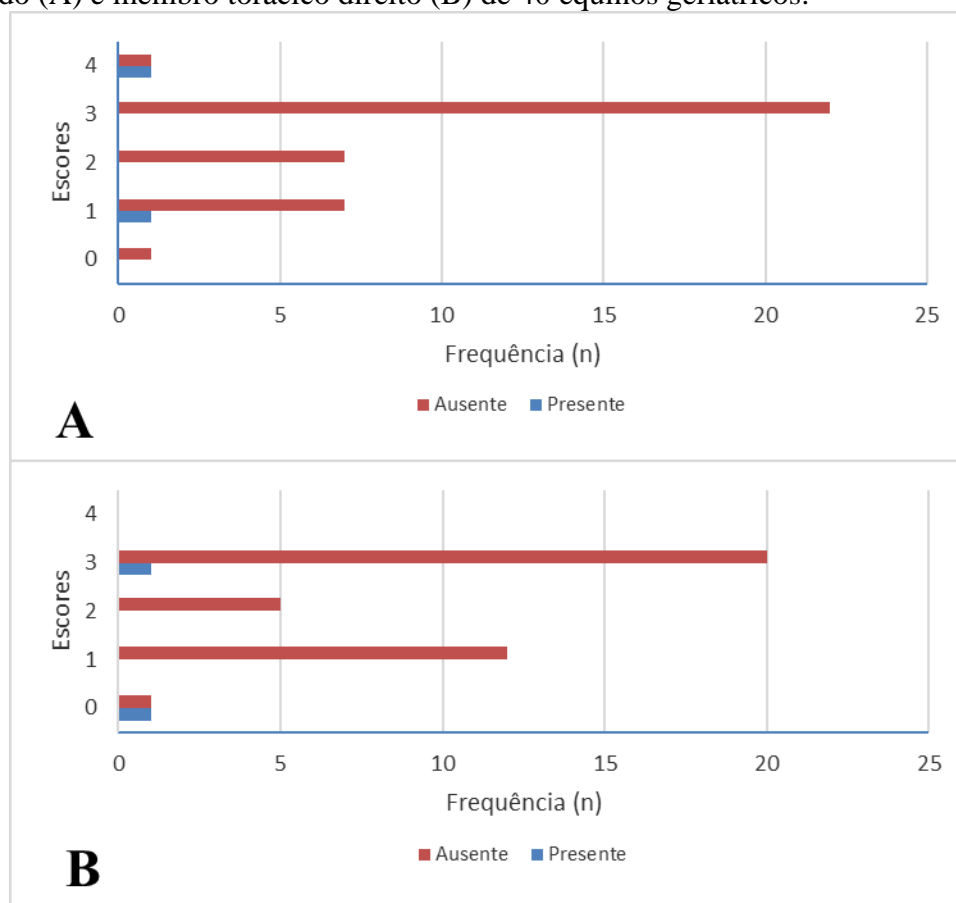 do (A) e membro torácico direito (B) de 40 equinos geriátricos.
4
3
2
1
0
Escores
0 5 10 15 20 25
Frequência (n)
Ausente Presente
A
4
3
2
1
0
Escores
0 5 10 15 20 25
Frequência (n)
Ausente Presente
B